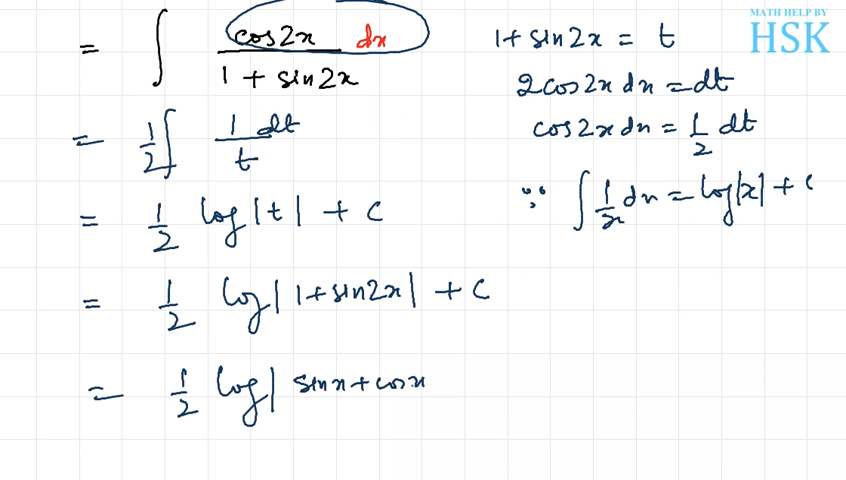 MATH HELP BY
HSK
= ∫ cos2x dx / 1 + sin2x
1 + sin2x = t
2cos2x dx = dt
= 1/2 ∫ 1 dt / t
cos2x dx = 1/2 dt
∵ ∫ 1/x dx = log|x| + c
= 1/2 log|t| + c
= 1/2 log|1+sin2x| + c
= 1/2 log| sinx+cosx